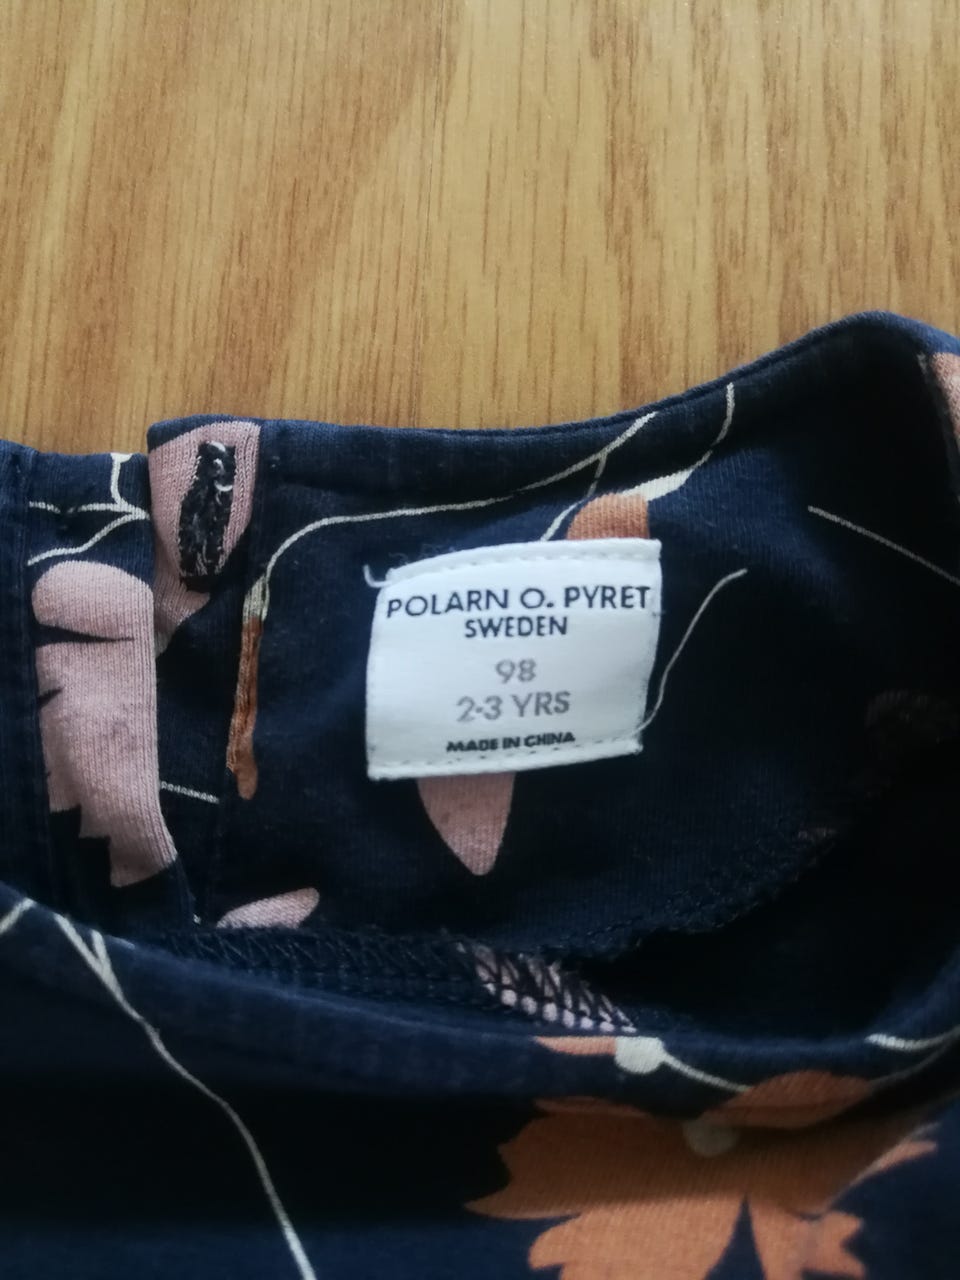 POLARN O. PYRET
SWEDEN
98
2-3 YRS
MADE IN CHINA